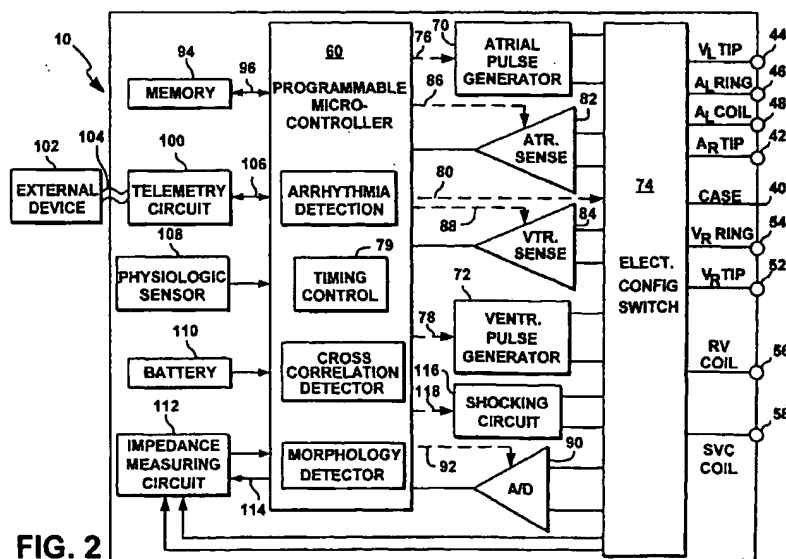 10
94
MEMORY
96
102
EXTERNAL
DEVICE
104
100
TELEMETRY
CIRCUIT
106
108
PHYSIOLOGIC
SENSOR
110
BATTERY
112
IMPEDANCE
MEASURING
CIRCUIT
114
60
PROGRAMMABLE
MICRO-
CONTROLLER
ARRHYTHMIA
DETECTION
79
TIMING
CONTROL
CROSS
CORRELATION
DETECTOR
MORPHOLOGY
DETECTOR
76
70
ATRIAL
PULSE
GENERATOR
86
82
ATR.
SENSE
80
88
84
VTR.
SENSE
72
78
VENTR.
PULSE
GENERATOR
116
118
SHOCKING
CIRCUIT
90
92
A/D
74
ELECT.
CONFIG
SWITCH
VL TIP
44
AL RING
46
AL COIL
48
AR TIP
42
CASE
40
VR RING
54
VR TIP
52
RV
COIL
56
58
SVC
COIL
FIG. 2